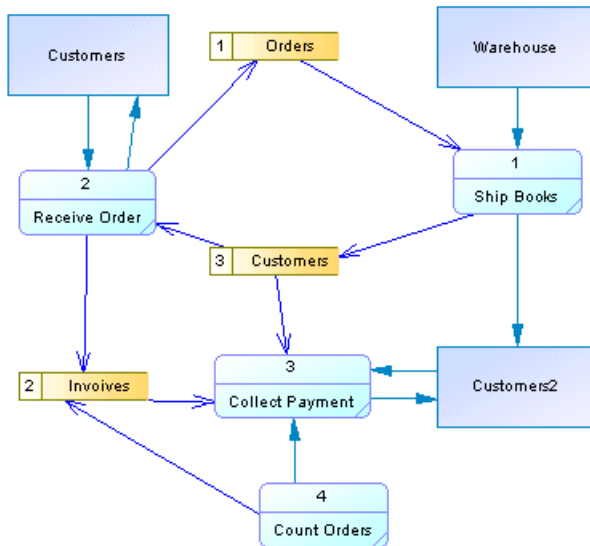 1 Orders
Customers
Warehouse
2
Receive Order
1
Ship Books
3 Customers
3
Collect Payment
2 Invoives
Customers2
4
Count Orders